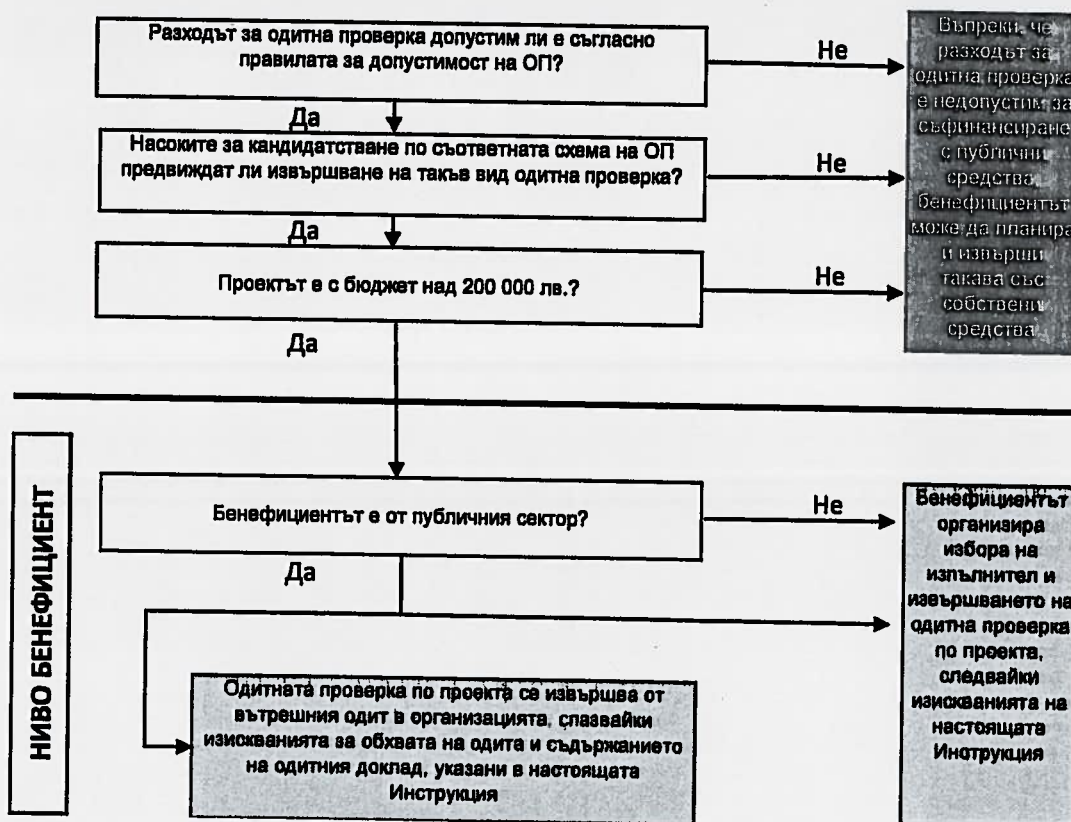 Разходът за одитна проверка допустим ли е съгласно
правилата за допустимост на ОП?
Не
Въпреки, че
разходът за
одитна проверка
е недопустим за
съфинансиране
с публични
средства,
бенефициентът
може да планира
и извърши
такава със
собствени
средства
Да
Насоките за кандидатстване по съответната схема на ОП
предвиждат ли извършване на такъв вид одитна проверка?
Не
Да
Проектът е с бюджет над 200 000 лв.?
Не
Да
НИВО БЕНЕФИЦИЕНТ
Бенефициентът е от публичния сектор?
Не
Бенефициентът
организира
избора на
изпълнител и
извършването на
одитна проверка
по проекта,
следвайки
изискванията на
настоящата
Инструкция
Да
Одитната проверка по проекта се извършва от
вътрешния одит в организацията, спазвайки
изискванията за обхвата на одита и съдържанието
на одитния доклад, указани в настоящата
Инструкция